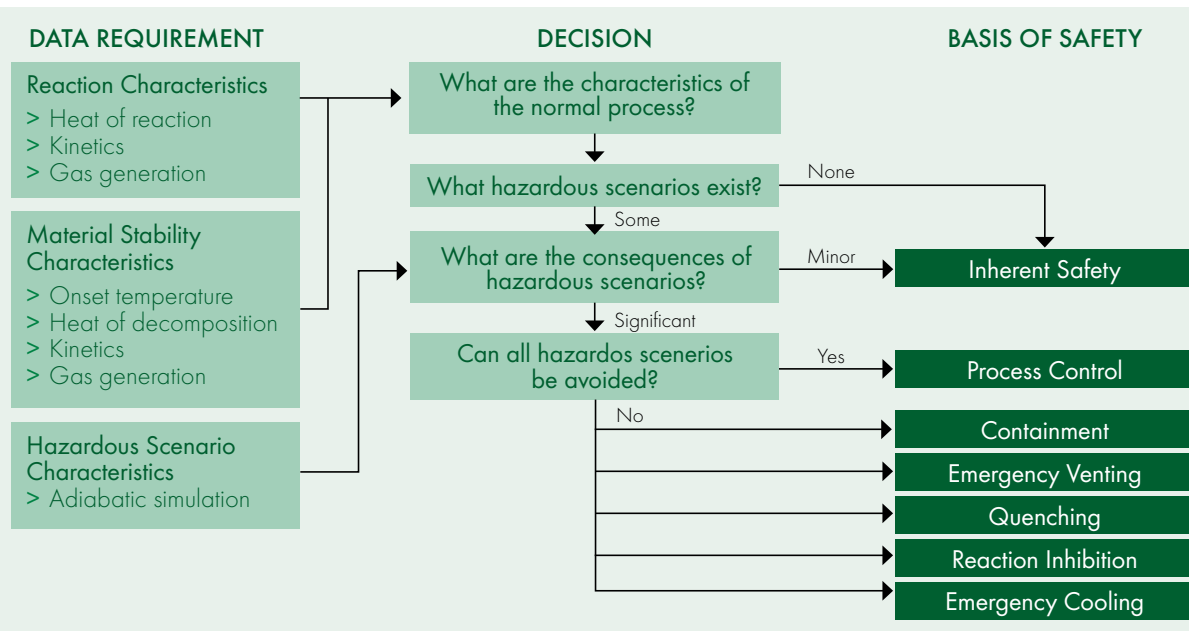 DATA REQUIREMENT
Reaction Characteristics
> Heat of reaction
> Kinetics
> Gas generation
Material Stability
Characteristics
> Onset temperature
> Heat of decomposition
> Kinetics
> Gas generation
Hazardous Scenario
Characteristics
> Adiabatic simulation
DECISION
What are the characteristics of
the normal process?
What hazardous scenarios exist?
None
Some
What are the consequences of
hazardous scenarios?
Minor
Significant
Can all hazardos scenerios
be avoided?
Yes
No
BASIS OF SAFETY
Inherent Safety
Process Control
Containment
Emergency Venting
Quenching
Reaction Inhibition
Emergency Cooling